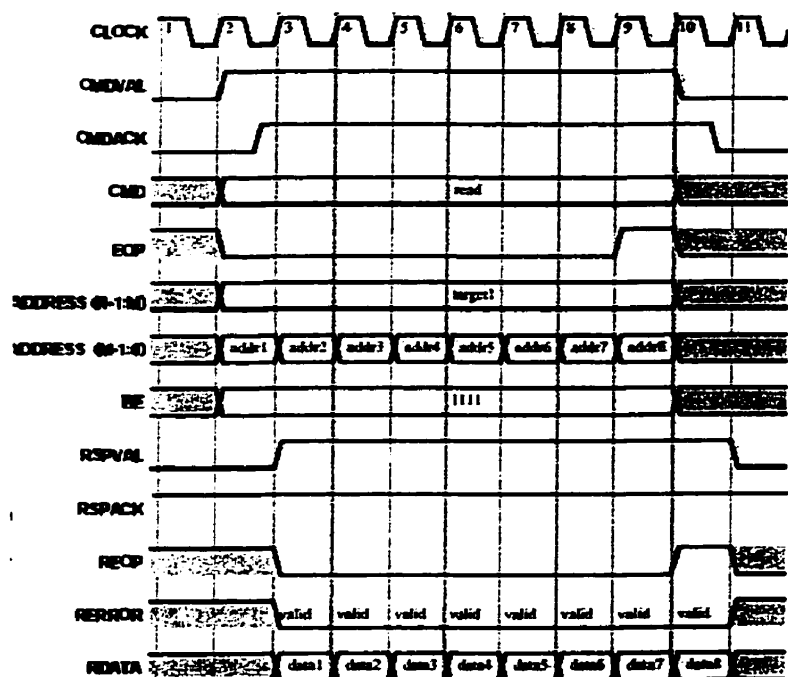 CLOCK 1 2 3 4 5 6 7 8 9 10 11
CMDVAL
CMDACK
CMD read
EOP
ADDRESS target1
ADDRESS addr1 addr2 addr3 addr4 addr5 addr6 addr7 addr8
BE 1111
RSPVAL
RSPACK
REOP
RERROR valid valid valid valid valid valid valid valid
RDATA data1 data2 data3 data4 data5 data6 data7 data8